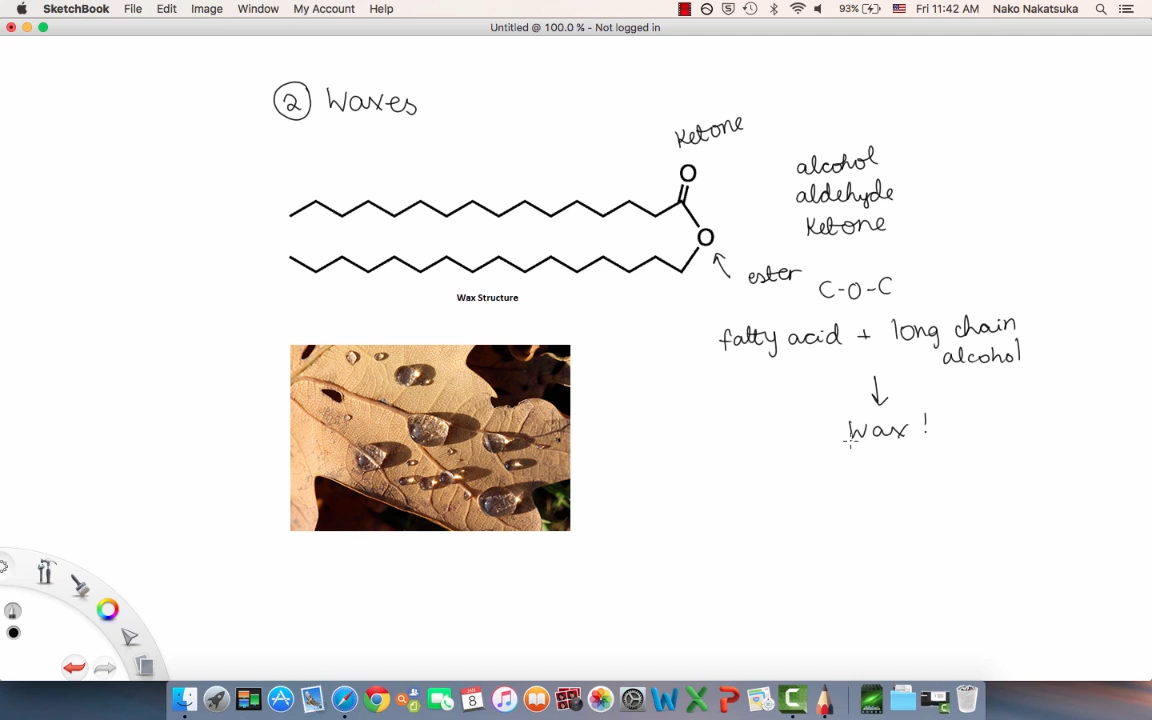 SketchBook File Edit Image Window My Account Help 93% Fri 11:42 AM Nako Nakatsuka
Untitled @ 100.0 % - Not logged in
2 Waxes
Ketone
O
O
alcohol
aldehyde
Ketone
ester
C-O-C
Wax Structure
fatty acid + long chain
alcohol
↓
Wax !